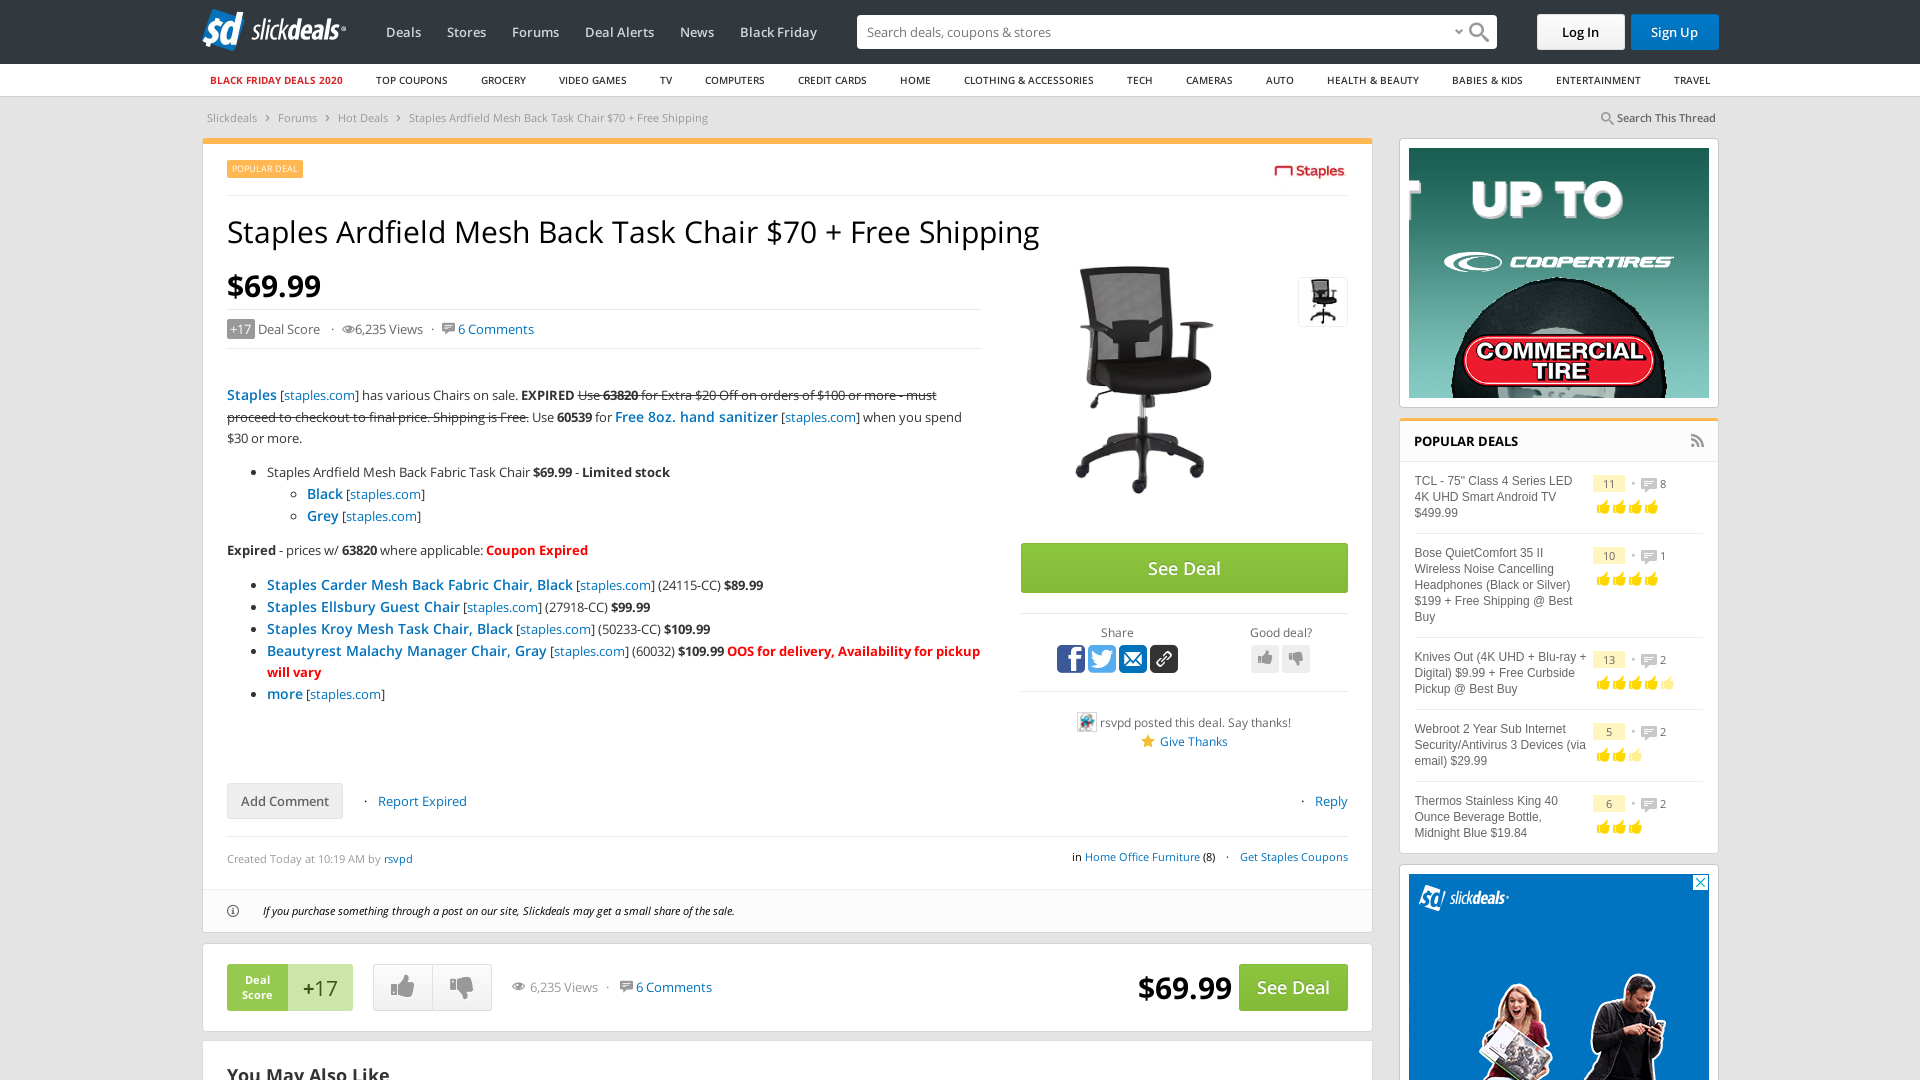 slickdeals
Deals Stores Forums Deal Alerts News Black Friday
Search deals, coupons & stores
Log In
Sign Up
BLACK FRIDAY DEALS 2020 TOP COUPONS GROCERY VIDEO GAMES TV COMPUTERS CREDIT CARDS HOME CLOTHING & ACCESSORIES TECH CAMERAS AUTO HEALTH & BEAUTY BABIES & KIDS ENTERTAINMENT TRAVEL
Slickdeals Forums Hot Deals Staples Ardfield Mesh Back Task Chair $70 + Free Shipping
Search This Thread
POPULAR DEAL
Staples
Staples Ardfield Mesh Back Task Chair $70 + Free Shipping
$69.99
+17 Deal Score · 6,235 Views · 6 Comments
Staples [staples.com] has various Chairs on sale. EXPIRED Use 63820 for Extra $20 Off on orders of $100 or more - must
proceed to checkout to final price. Shipping is Free. Use 60539 for Free 8oz. hand sanitizer [staples.com] when you spend
$30 or more.
Staples Ardfield Mesh Back Fabric Task Chair $69.99 - Limited stock
Black [staples.com]
Grey [staples.com]
Expired - prices w/ 63820 where applicable: Coupon Expired
Staples Carder Mesh Back Fabric Chair, Black [staples.com] (24115-CC) $89.99
Staples Ellsbury Guest Chair [staples.com] (27918-CC) $99.99
Staples Kroy Mesh Task Chair, Black [staples.com] (50233-CC) $109.99
Beautyrest Malachy Manager Chair, Gray [staples.com] (60032) $109.99 OOS for delivery, Availability for pickup
will vary
more [staples.com]
See Deal
Share
Good deal?
rsvpd posted this deal. Say thanks!
Give Thanks
Add Comment · Report Expired
· Reply
Created Today at 10:19 AM by rsvpd
in Home Office Furniture (8) · Get Staples Coupons
If you purchase something through a post on our site, Slickdeals may get a small share of the sale.
Deal
Score
+17
6,235 Views · 6 Comments
$69.99
See Deal
You May Also Like
UP TO
COOPERTIRES
COMMERCIAL
TIRE
POPULAR DEALS
TCL - 75" Class 4 Series LED
4K UHD Smart Android TV
$499.99
11 • 8
Bose QuietComfort 35 II
Wireless Noise Cancelling
Headphones (Black or Silver)
$199 + Free Shipping @ Best
Buy
10 • 1
Knives Out (4K UHD + Blu-ray +
Digital) $9.99 + Free Curbside
Pickup @ Best Buy
13 • 2
Webroot 2 Year Sub Internet
Security/Antivirus 3 Devices (via
email) $29.99
5 • 2
Thermos Stainless King 40
Ounce Beverage Bottle,
Midnight Blue $19.84
6 • 2
slickdeals